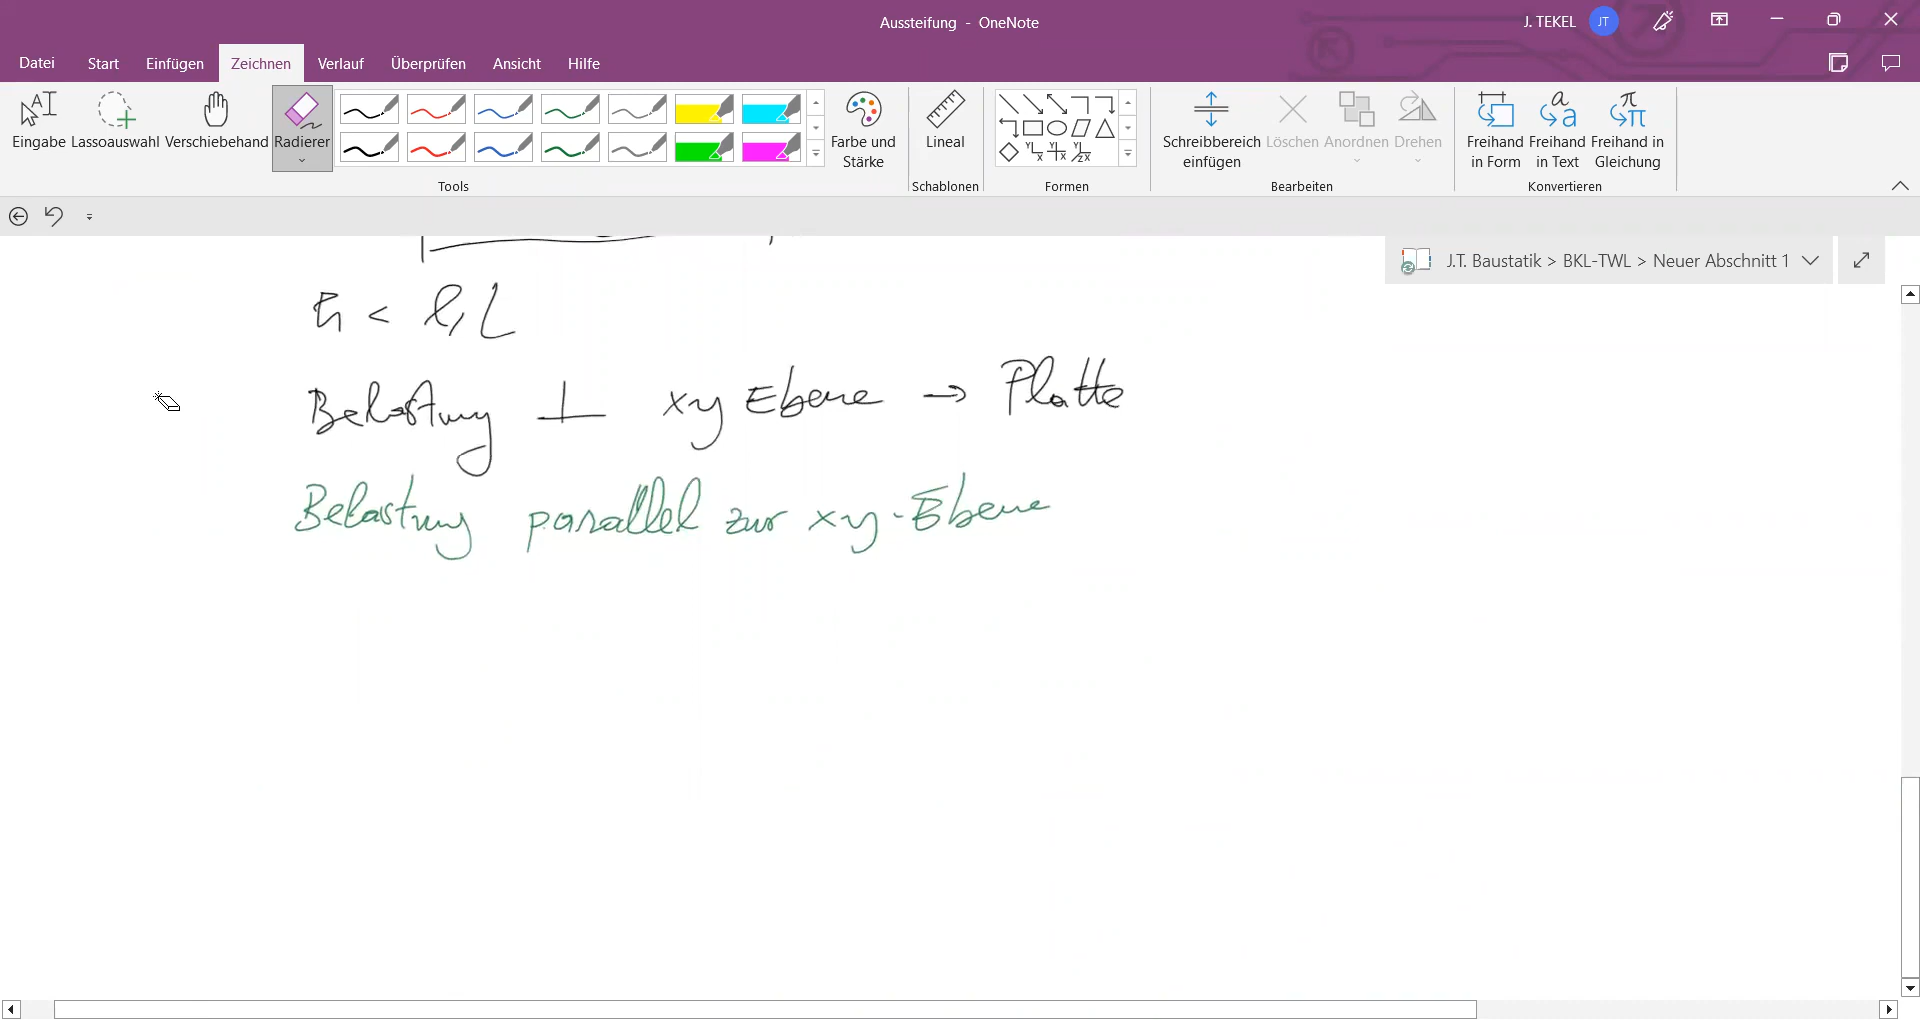 Aussteifung - OneNote
J. TEKEL JT
Datei Start Einfügen Zeichnen Verlauf Überprüfen Ansicht Hilfe
Eingabe Lassoauswahl Verschiebehand Radierer Farbe und Stärke Lineal Schreibbereich einfügen Löschen Anordnen Drehen Freihand in Form Freihand in Text Freihand in Gleichung
Tools Schablonen Formen Bearbeiten Konvertieren
J.T. Baustatik > BKL-TWL > Neuer Abschnitt 1
h < l, L
Belastung ⊥ xy Ebene → Platte
Belastung parallel zur xy-Ebene